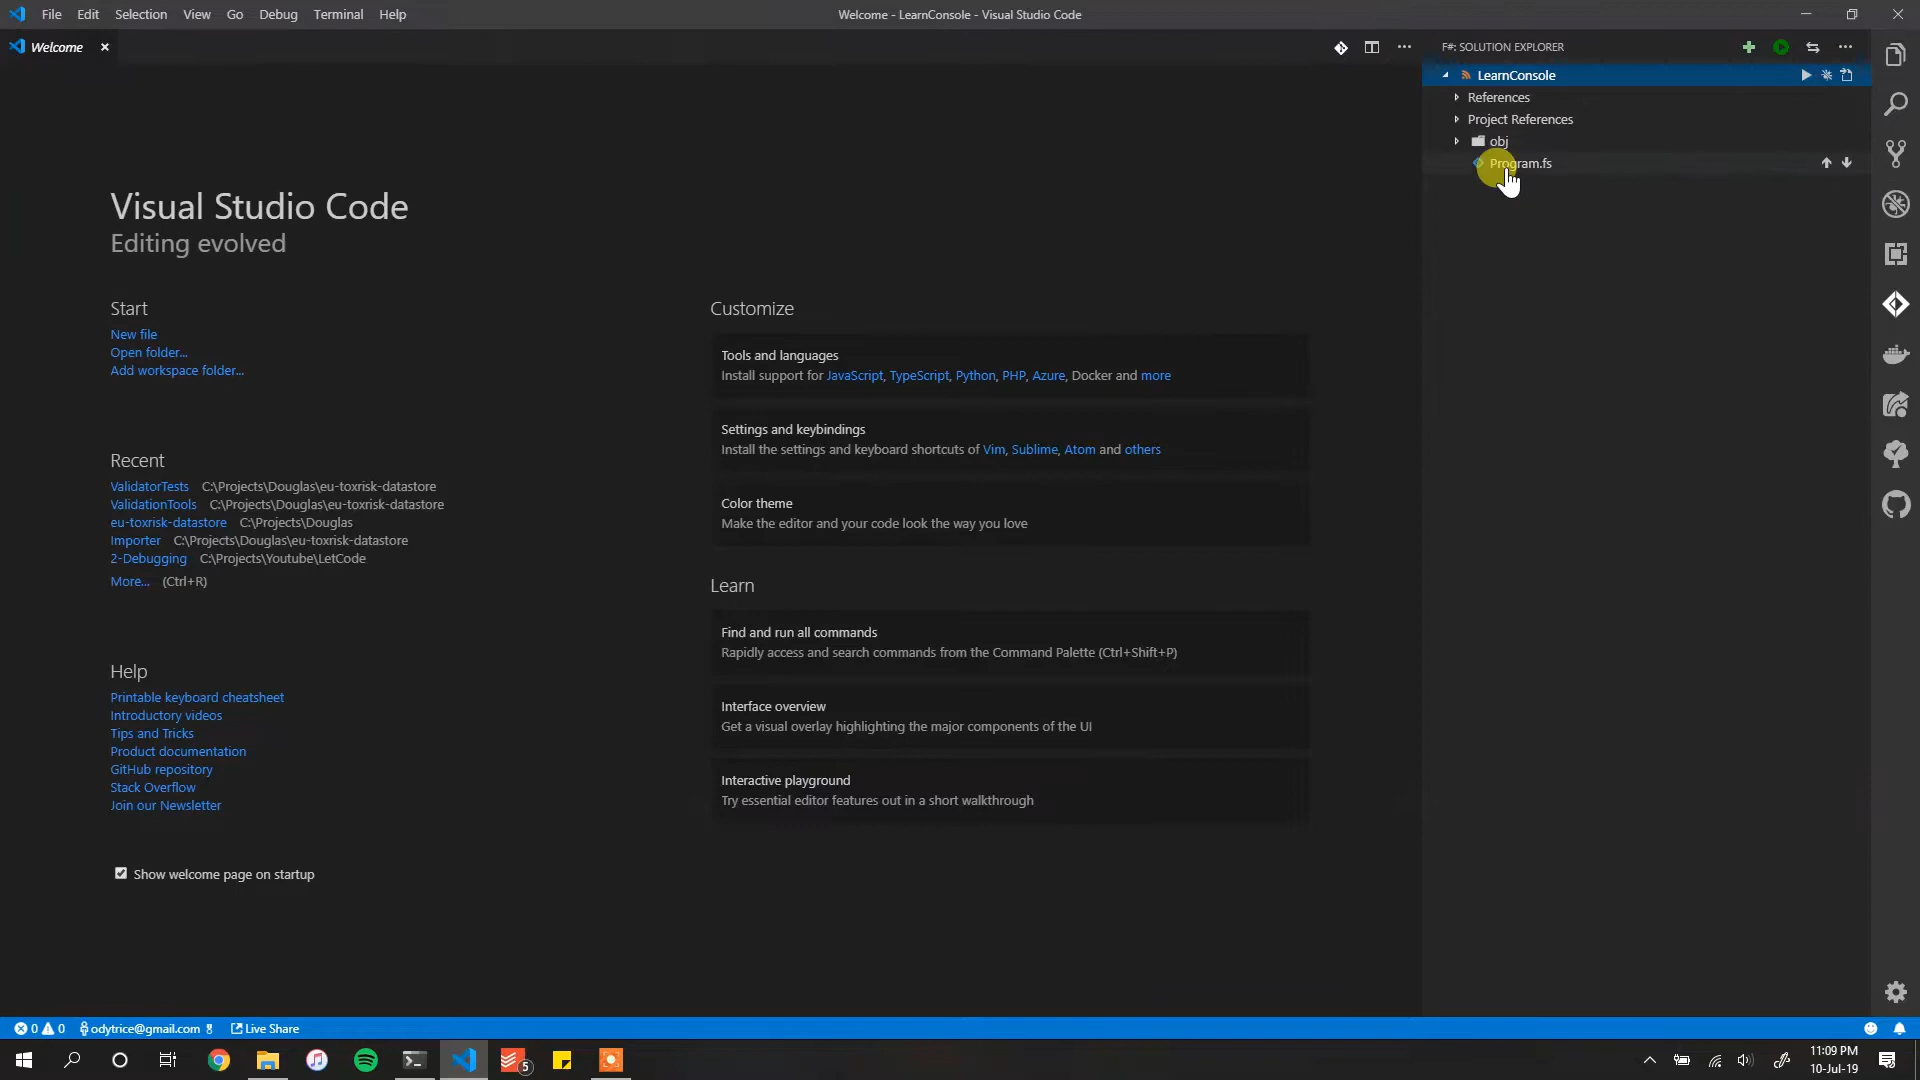 File Edit Selection View Go Debug Terminal Help
Welcome - LearnConsole - Visual Studio Code
Welcome
F#: SOLUTION EXPLORER
LearnConsole
References
Project References
obj
Program.fs
Visual Studio Code
Editing evolved
Start
New file
Open folder...
Add workspace folder...
Recent
ValidatorTests C:\Projects\Douglas\eu-toxrisk-datastore
ValidationTools C:\Projects\Douglas\eu-toxrisk-datastore
eu-toxrisk-datastore C:\Projects\Douglas
Importer C:\Projects\Douglas\eu-toxrisk-datastore
2-Debugging C:\Projects\Youtube\LetCode
More... (Ctrl+R)
Help
Printable keyboard cheatsheet
Introductory videos
Tips and Tricks
Product documentation
GitHub repository
Stack Overflow
Join our Newsletter
Show welcome page on startup
Customize
Tools and languages
Install support for JavaScript, TypeScript, Python, PHP, Azure, Docker and more
Settings and keybindings
Install the settings and keyboard shortcuts of Vim, Sublime, Atom and others
Color theme
Make the editor and your code look the way you love
Learn
Find and run all commands
Rapidly access and search commands from the Command Palette (Ctrl+Shift+P)
Interface overview
Get a visual overlay highlighting the major components of the UI
Interactive playground
Try essential editor features out in a short walkthrough
0 0 odytrice@gmail.com Live Share
5
11:09 PM
10-Jul-19